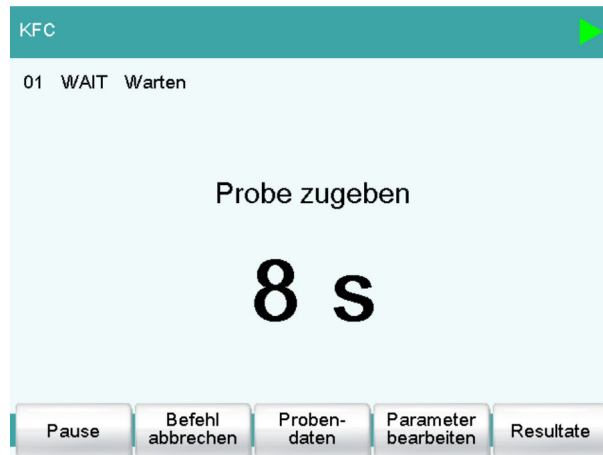 KFC
01 WAIT Warten
Probe zugeben
8 s
Pause
Befehl
abbrechen
Proben-
daten
Parameter
bearbeiten
Resultate